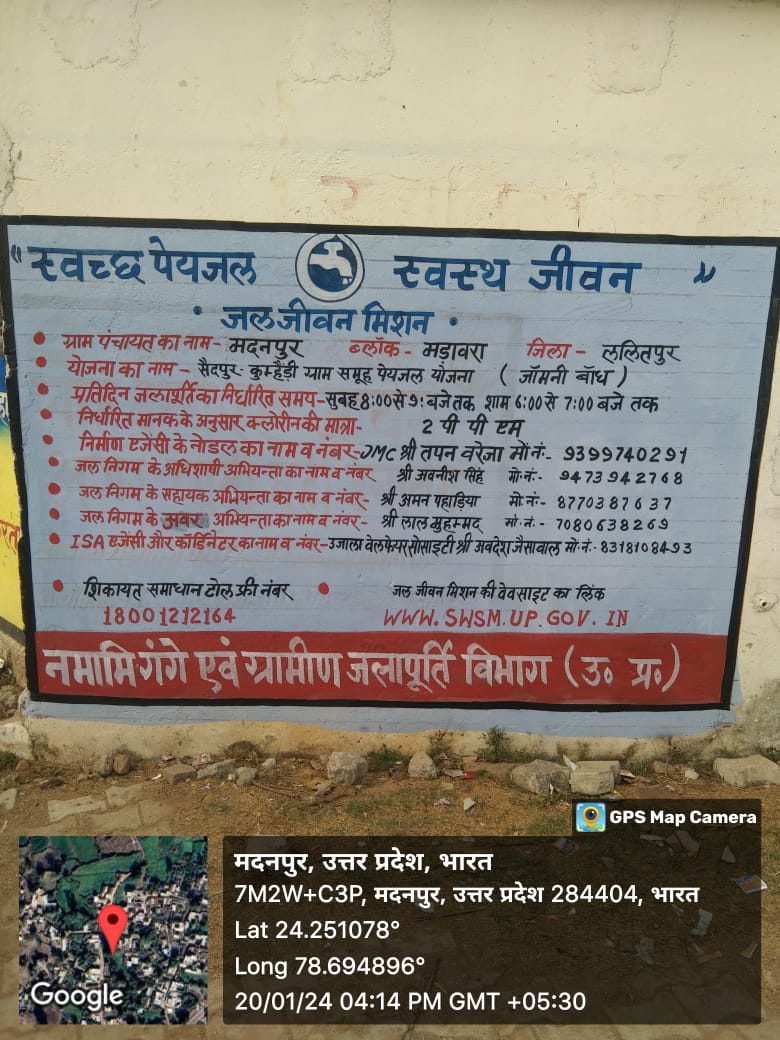 “स्वच्छ पेयजल स्वस्थ जीवन ”
• जल जीवन मिशन •
• ग्राम पंचायत का नाम - मदनपुर ब्लॉक - मड़ावरा जिला - ललितपुर
• योजना का नाम - सैदपुर कुम्हैड़ी ग्राम समूह पेयजल योजना ( जॉमनी बाँध )
• प्रतिदिन जलापूर्ति का निर्धारित समय - सुबह 8:00 से 9: बजे तक शाम 6:00 से 7:00 बजे तक
• निर्धारित मानक के अनुसार क्लोरीन की मात्रा - 2 पी पी एम
• निर्माण एजेंसी के नोडल का नाम व नंबर - JMC श्री तपन वरेजा मो नं:- 9399740291
• जल निगम के अधिशाषी अभियन्ता का नाम व नंबर श्री अवनीश सिंह मो.नं:- 9473942768
• जल निगम के सहायक अभियन्ता का नाम व नंबर - श्री अमन पहाड़िया मो.नं:- 8770387637
• जल निगम के अवर अभियन्ता का नाम व नंबर - श्री लाल मुहम्मद मो.नं:- 7080638269
• ISA एजेंसी और कॉर्डिनेटर का नाम व नंबर - उजाला वेलफेयर सोसाइटी श्री अवदेश जैसावाल मो.नं.- 8318108493
• शिकायत समाधान टोल फ्री नंबर • जल जीवन मिशन की वेवसाइट का लिंक
18001212164 WWW.SWSM.UP.GOV.IN
नमामि गंगे एवं ग्रामीण जलापूर्ति विभाग (उ० प्र०)
GPS Map Camera
मदनपुर, उत्तर प्रदेश, भारत
7M2W+C3P, मदनपुर, उत्तर प्रदेश 284404, भारत
Lat 24.251078°
Long 78.694896°
20/01/24 04:14 PM GMT +05:30
Google